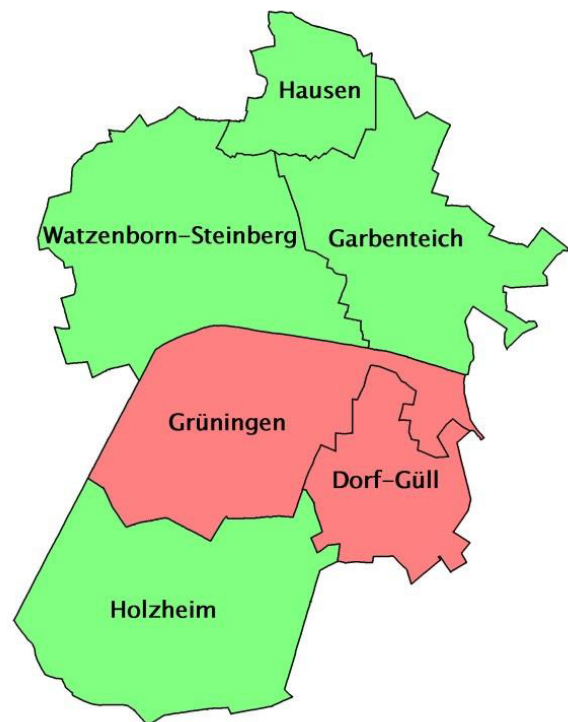 Hausen
Watzenborn-Steinberg
Garbenteich
Grüningen
Dorf-Güll
Holzheim